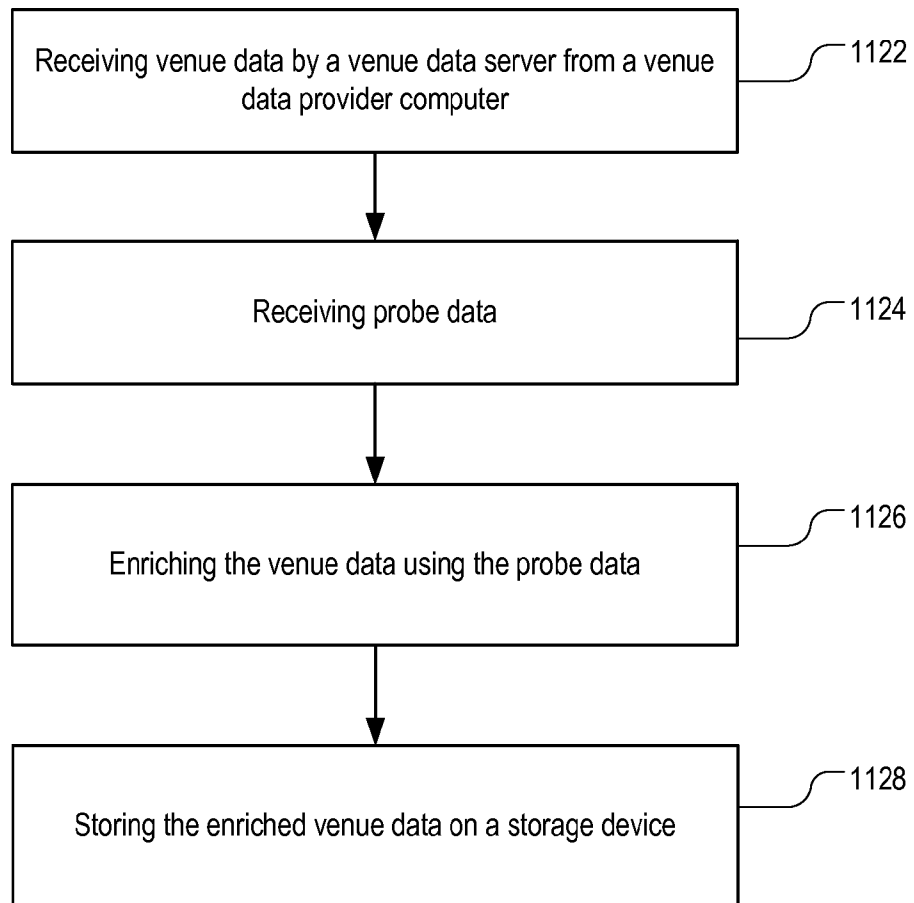 Receiving venue data by a venue data server from a venue
data provider computer
1122
Receiving probe data
1124
Enriching the venue data using the probe data
1126
Storing the enriched venue data on a storage device
1128